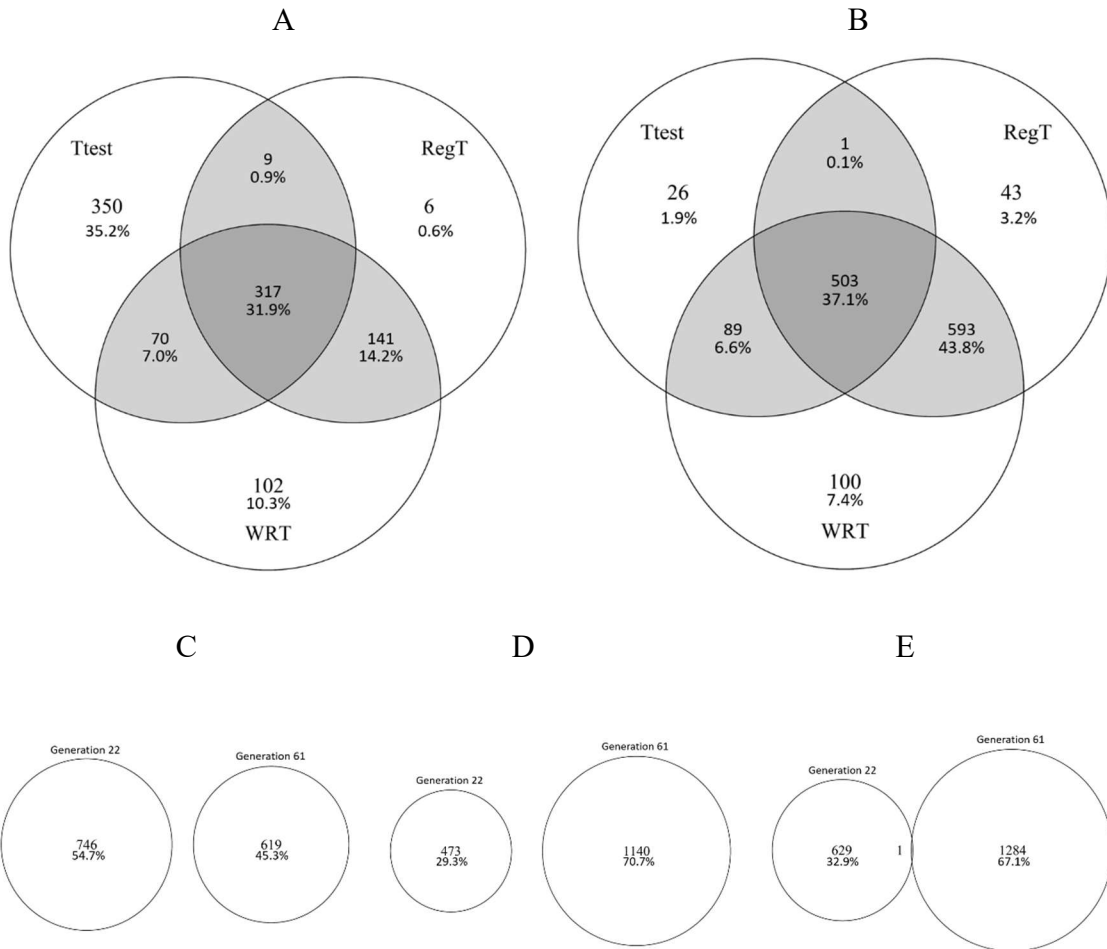 A
B
Ttest
RegT
9
0.9%
350
35.2%
6
0.6%
317
31.9%
70
7.0%
141
14.2%
102
10.3%
WRT
Ttest
RegT
1
0.1%
26
1.9%
43
3.2%
503
37.1%
89
6.6%
593
43.8%
100
7.4%
WRT
C
D
E
Generation 22
746
54.7%
Generation 61
619
45.3%
Generation 22
473
29.3%
Generation 61
1140
70.7%
Generation 22
629
32.9%
1
Generation 61
1284
67.1%